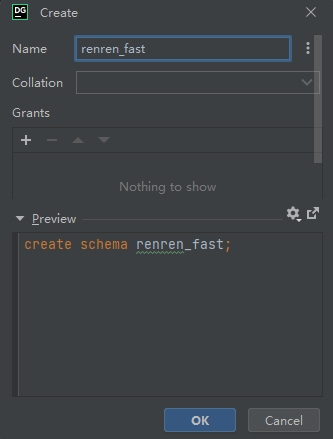 DG
Create
Name
renren_fast
Collation
Grants
Nothing to show
Preview
create schema renren_fast;
OK
Cancel